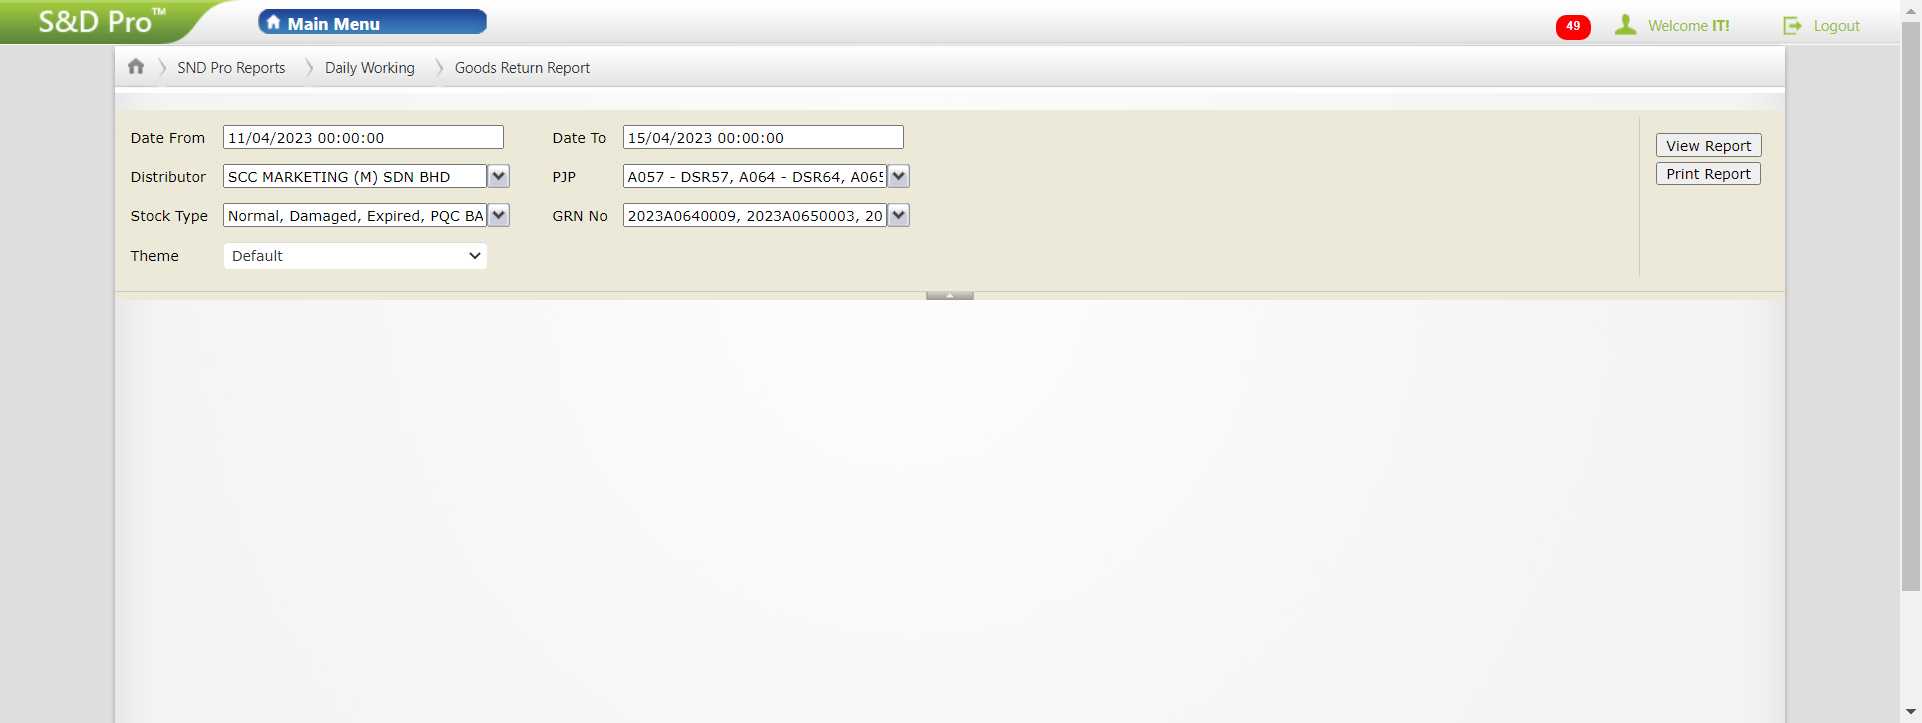 S&D Pro™ Main Menu 49 Welcome IT! Logout
SND Pro Reports Daily Working Goods Return Report
Date From 11/04/2023 00:00:00 Date To 15/04/2023 00:00:00 View Report
Distributor SCC MARKETING (M) SDN BHD PJP A057 - DSR57, A064 - DSR64, A065 Print Report
Stock Type Normal, Damaged, Expired, PQC BA GRN No 2023A0640009, 2023A0650003, 20
Theme Default